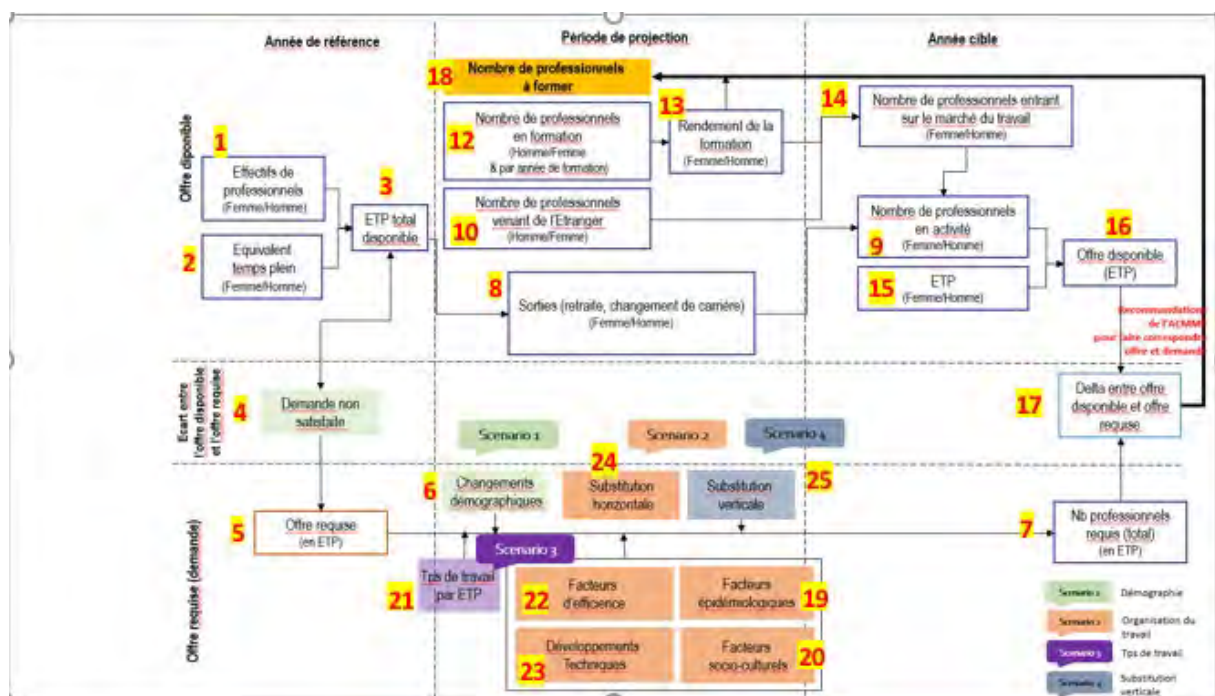 Année de référence
Période de projection
Année cible
Offre disponible
18
Nombre de professionnels
à former
1
Effectifs de
professionnels
(Femme/Homme)
2
Equivalent
temps plein
(Femme/Homme)
3
ETP total
disponible
12
Nombre de professionnels
en formation
(Homme/Femme
& par année de formation)
13
Rendement de la
formation
(Femme/Homme)
10
Nombre de professionnels
venant de l'Etranger
(Homme/Femme)
8
Sorties (retraite, changement de carrière)
(Femme/Homme)
14
Nombre de professionnels entrant
sur le marché du travail
(Femme/Homme)
Nombre de professionnels
en activité
9
(Femme/Homme)
15
ETP
(Femme/Homme)
16
Offre disponible
(ETP)
Recommandations
de l'ACMMP
pour faire correspondre
offre et demande
Ecart entre
l'offre disponible
et l'offre requise
4
Demande non
satisfaite
Scenario 1
Scenario 2
Scenario 4
17
Delta entre offre
disponible et offre
requise
Offre requise (demande)
5
Offre requise
(en ETP)
6
Changements
démographiques
24
Substitution
horizontale
25
Substitution
verticale
7
Nb professionnels
requis (total)
(en ETP)
Scenario 3
21
Tps de travail
par ETP
22
Facteurs
d'efficience
Facteurs
épidémiologiques
19
23
Développements
Techniques
Facteurs
socio-culturels
20
Scenario 1
Démographie
Scenario 2
Organisation du
travail
Scenario 3
Tps de travail
Scenario 4
Substitution
verticale